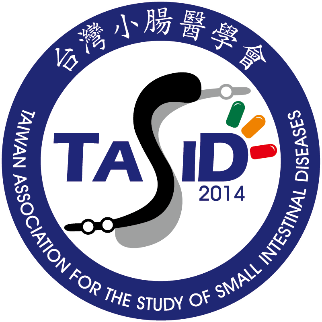 台灣小腸醫學會
TASID
2014
TAIWAN ASSOCIATION FOR THE STUDY OF SMALL INTESTINAL DISEASES